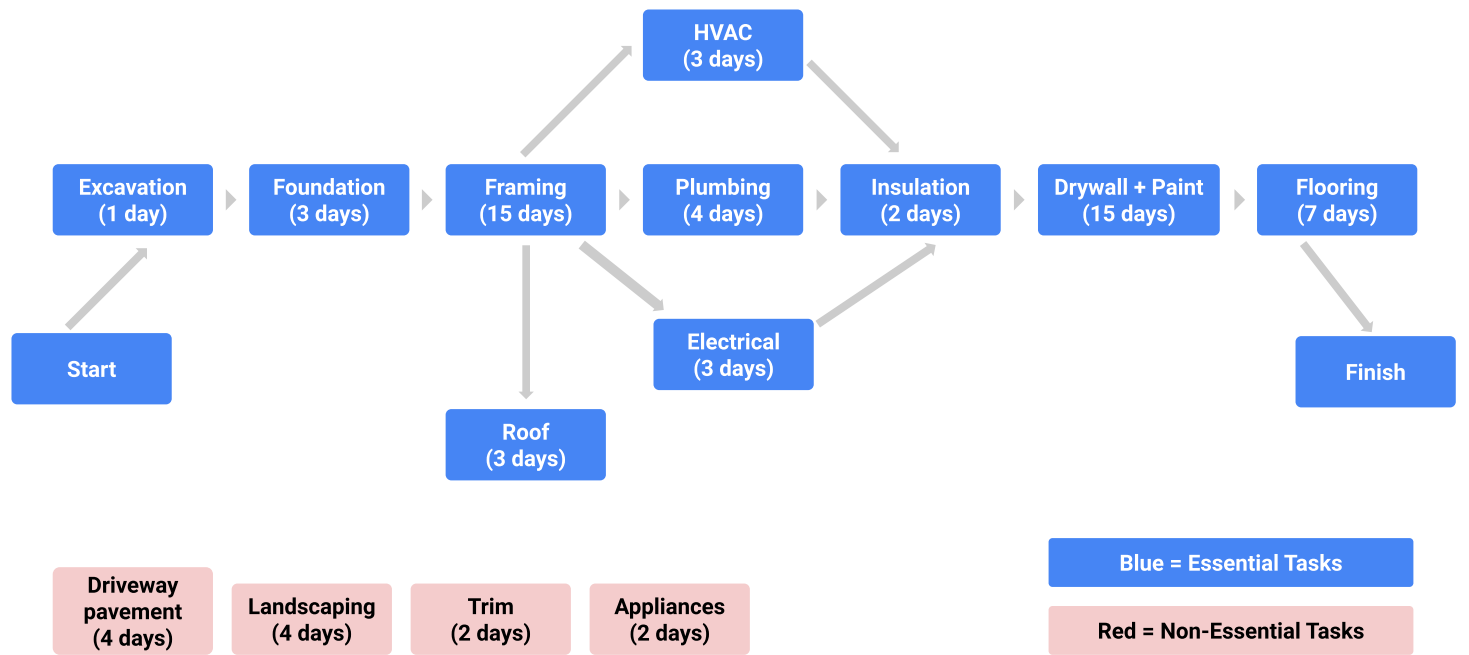 HVAC
(3 days)
Excavation
(1 day)
Foundation
(3 days)
Framing
(15 days)
Plumbing
(4 days)
Insulation
(2 days)
Drywall + Paint
(15 days)
Flooring
(7 days)
Start
Electrical
(3 days)
Finish
Roof
(3 days)
Driveway
pavement
(4 days)
Landscaping
(4 days)
Trim
(2 days)
Appliances
(2 days)
Blue = Essential Tasks
Red = Non-Essential Tasks